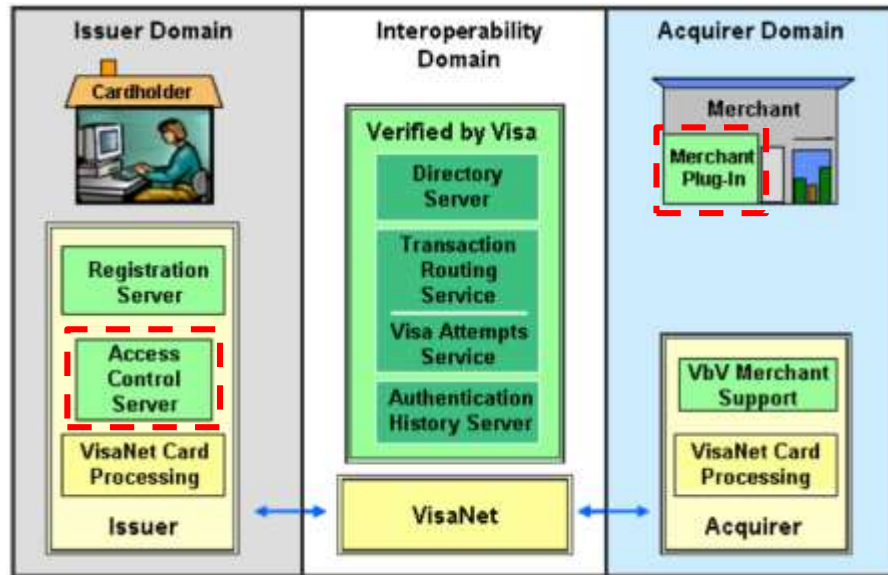 Issuer Domain
Cardholder
Registration
Server
Access
Control
Server
VisaNet Card
Processing
Issuer
Interoperability
Domain
Verified by Visa
Directory
Server
Transaction
Routing
Service
Visa Attempts
Service
Authentication
History Server
VisaNet
Acquirer Domain
Merchant
Merchant
Plug-In
VbV Merchant
Support
VisaNet Card
Processing
Acquirer